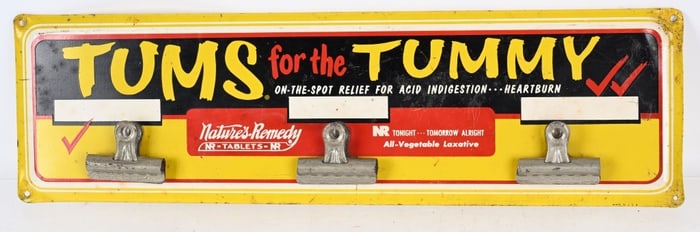 TUMS for the TUMMY
ON-THE-SPOT RELIEF FOR ACID INDIGESTION...HEARTBURN
Nature's Remedy
NR -TABLETS- NR
NR TONIGHT...TOMORROW ALRIGHT
All-Vegetable Laxative